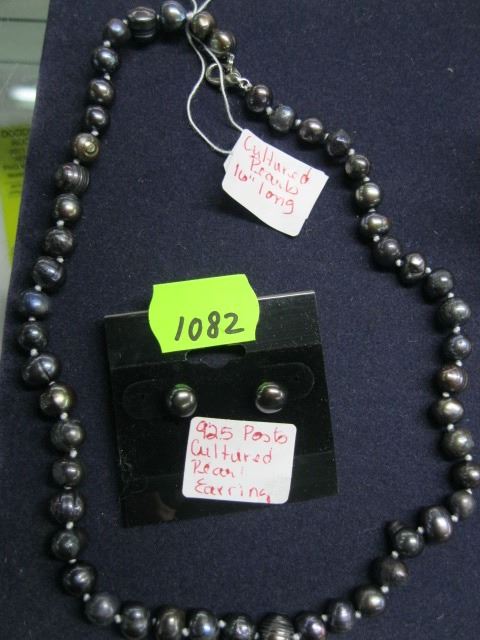 Cultured
Pearls
16" long
1082
925 Posts
Cultured
Pearl
Earring